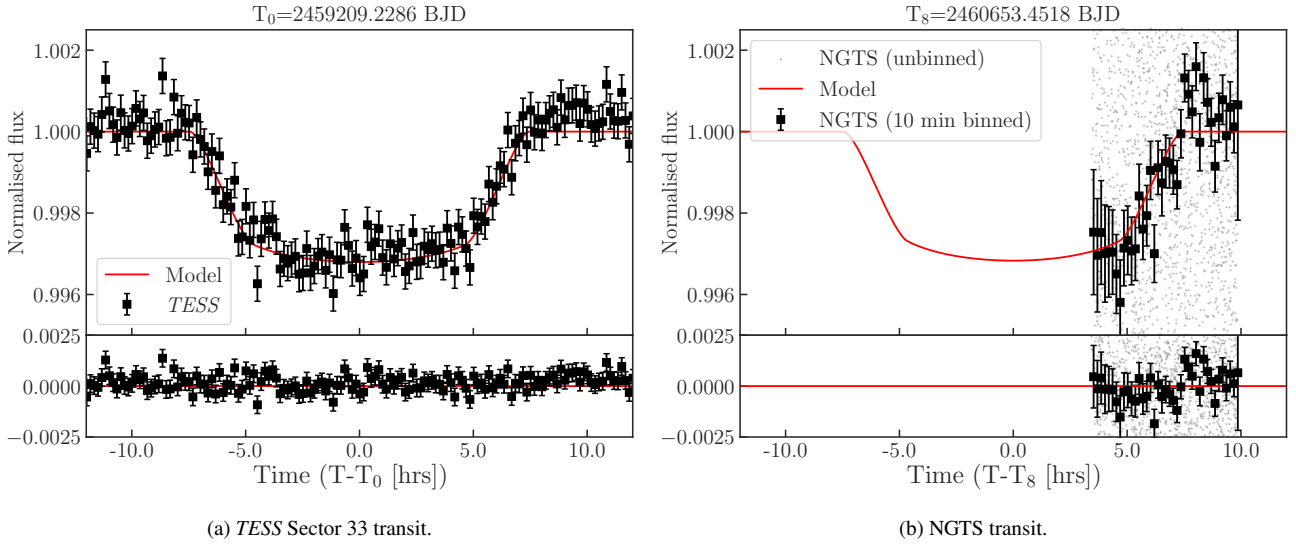 T₀=2459209.2286 BJD
1.002
1.000
0.998
0.996
Normalised flux
Model
TESS
0.0025
0.0000
−0.0025
-10.0
-5.0
0.0
5.0
10.0
Time (T-T₀ [hrs])
(a) TESS Sector 33 transit.
T₈=2460653.4518 BJD
1.002
1.000
0.998
0.996
Normalised flux
NGTS (unbinned)
Model
NGTS (10 min binned)
0.0025
0.0000
−0.0025
-10.0
-5.0
0.0
5.0
10.0
Time (T-T₈ [hrs])
(b) NGTS transit.